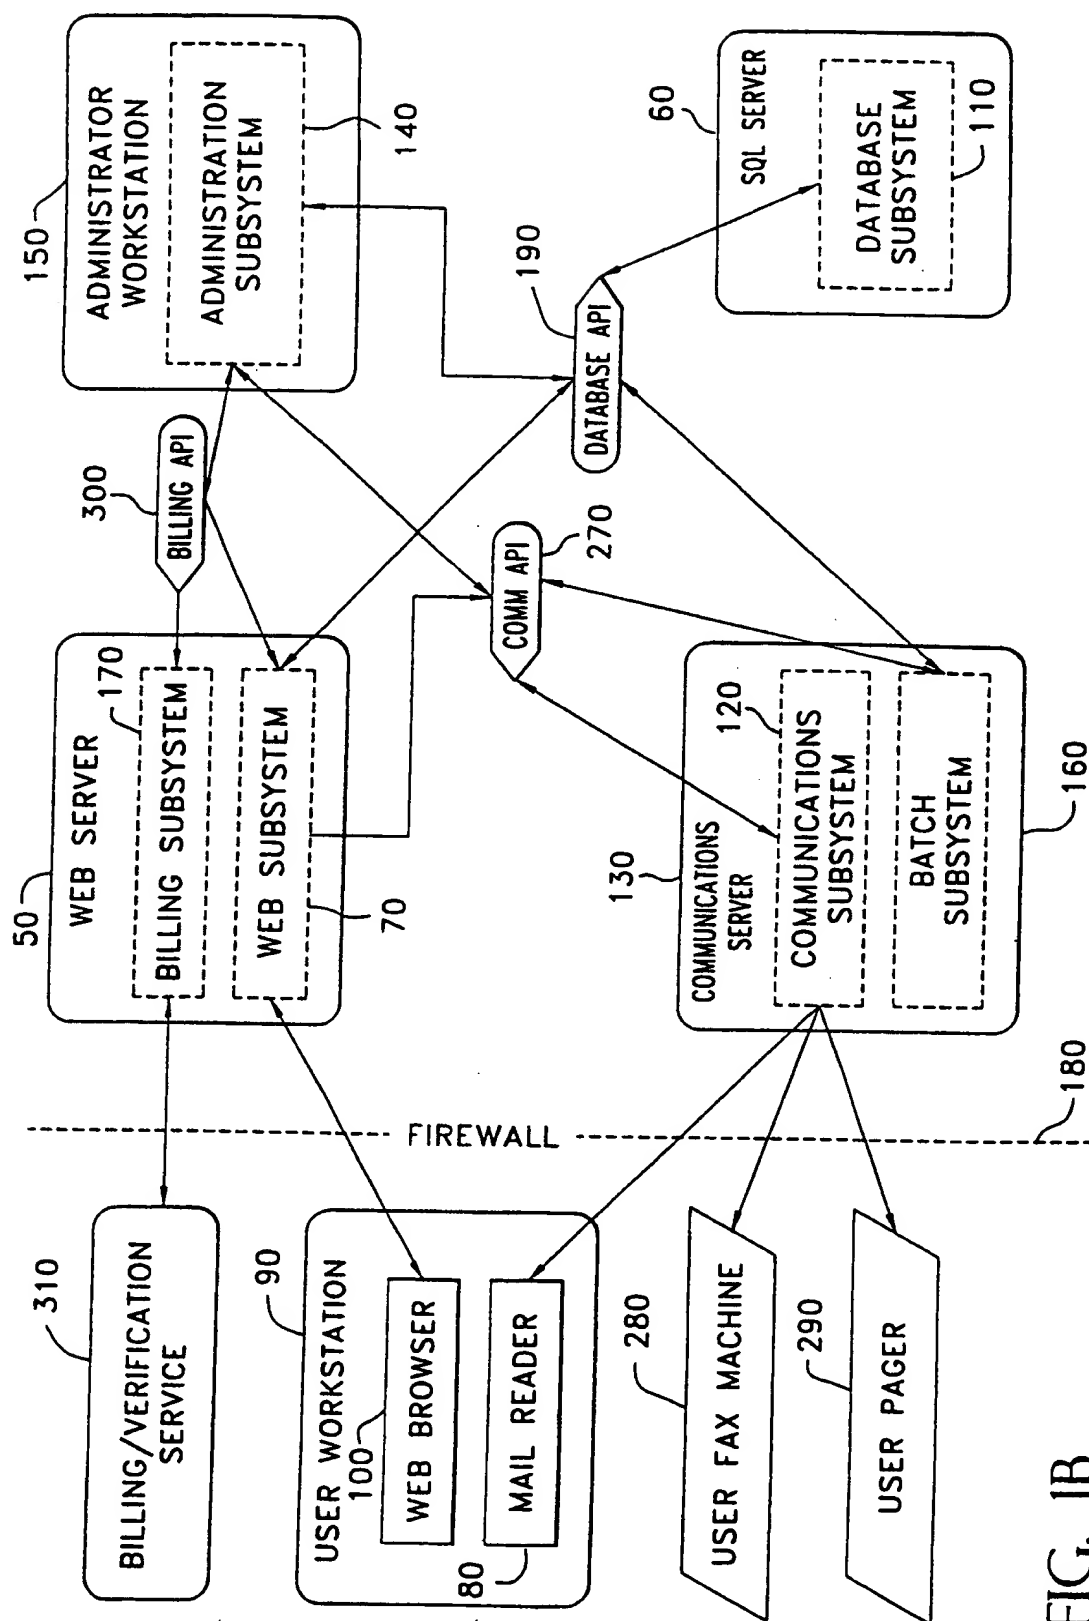 310
BILLING/VERIFICATION
SERVICE
50
WEB SERVER
170
BILLING SUBSYSTEM
WEB SUBSYSTEM
70
300
BILLING API
150
ADMINISTRATOR
WORKSTATION
ADMINISTRATION
SUBSYSTEM
140
90
USER WORKSTATION
100
WEB BROWSER
MAIL READER
80
FIREWALL
COMM API
270
190
DATABASE API
280
USER FAX MACHINE
290
USER PAGER
130
COMMUNICATIONS
SERVER
120
COMMUNICATIONS
SUBSYSTEM
BATCH
SUBSYSTEM
160
60
SQL SERVER
DATABASE
SUBSYSTEM
110
180
FIG. 1B